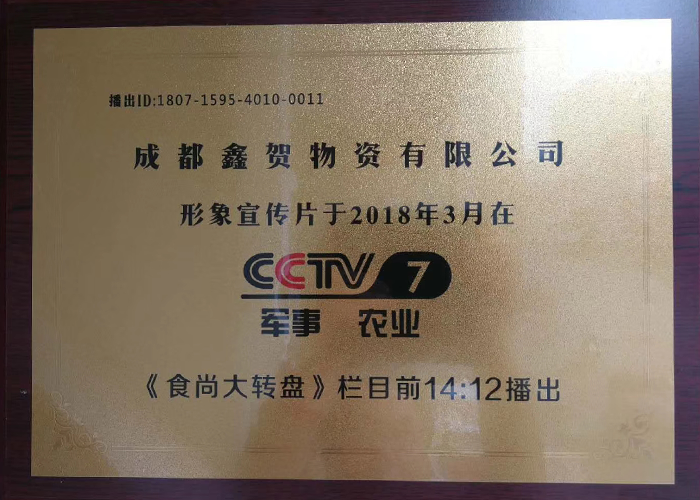 播出ID:1807-1595-4010-0011
成都鑫贺物资有限公司
形象宣传片于2018年3月在
CCTV 7
军事 农业
《食尚大转盘》栏目前14:12播出